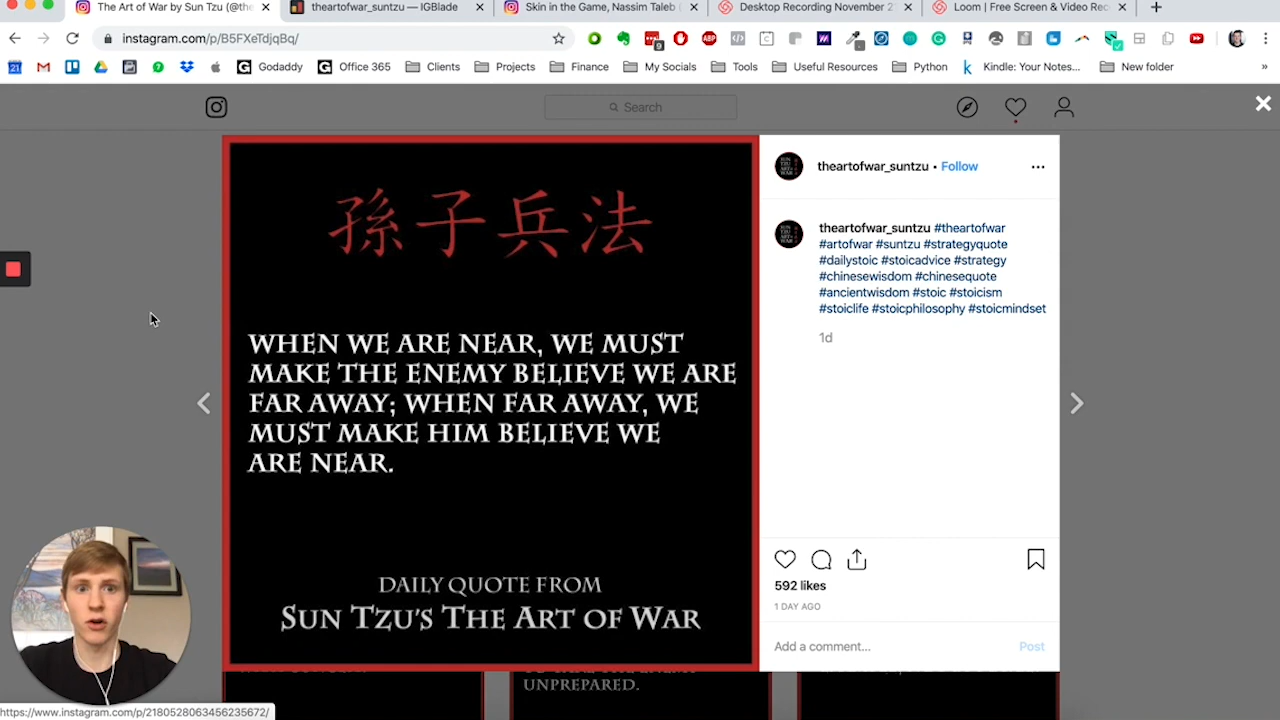 The Art of War by Sun Tzu (@the
theartofwar_suntzu — IGBlade
Skin in the Game, Nassim Taleb (
Desktop Recording November 2
Loom | Free Screen & Video Rec
instagram.com/p/B5FXeTdjqBq/
Godaddy
Office 365
Clients
Projects
Finance
My Socials
Tools
Useful Resources
Python
Kindle: Your Notes...
New folder
Search
孫子兵法
WHEN WE ARE NEAR, WE MUST
MAKE THE ENEMY BELIEVE WE ARE
FAR AWAY; WHEN FAR AWAY, WE
MUST MAKE HIM BELIEVE WE
ARE NEAR.
DAILY QUOTE FROM
SUN TZU'S THE ART OF WAR
theartofwar_suntzu • Follow
theartofwar_suntzu #theartofwar
#artofwar #suntzu #strategyquote
#dailystoic #stoicadvice #strategy
#chinesewisdom #chinesequote
#ancientwisdom #stoic #stoicism
#stoiclife #stoicphilosophy #stoicmindset
1d
592 likes
1 DAY AGO
Add a comment... Post
UNPREPARED.
https://www.instagram.com/p/2180528063456235672/